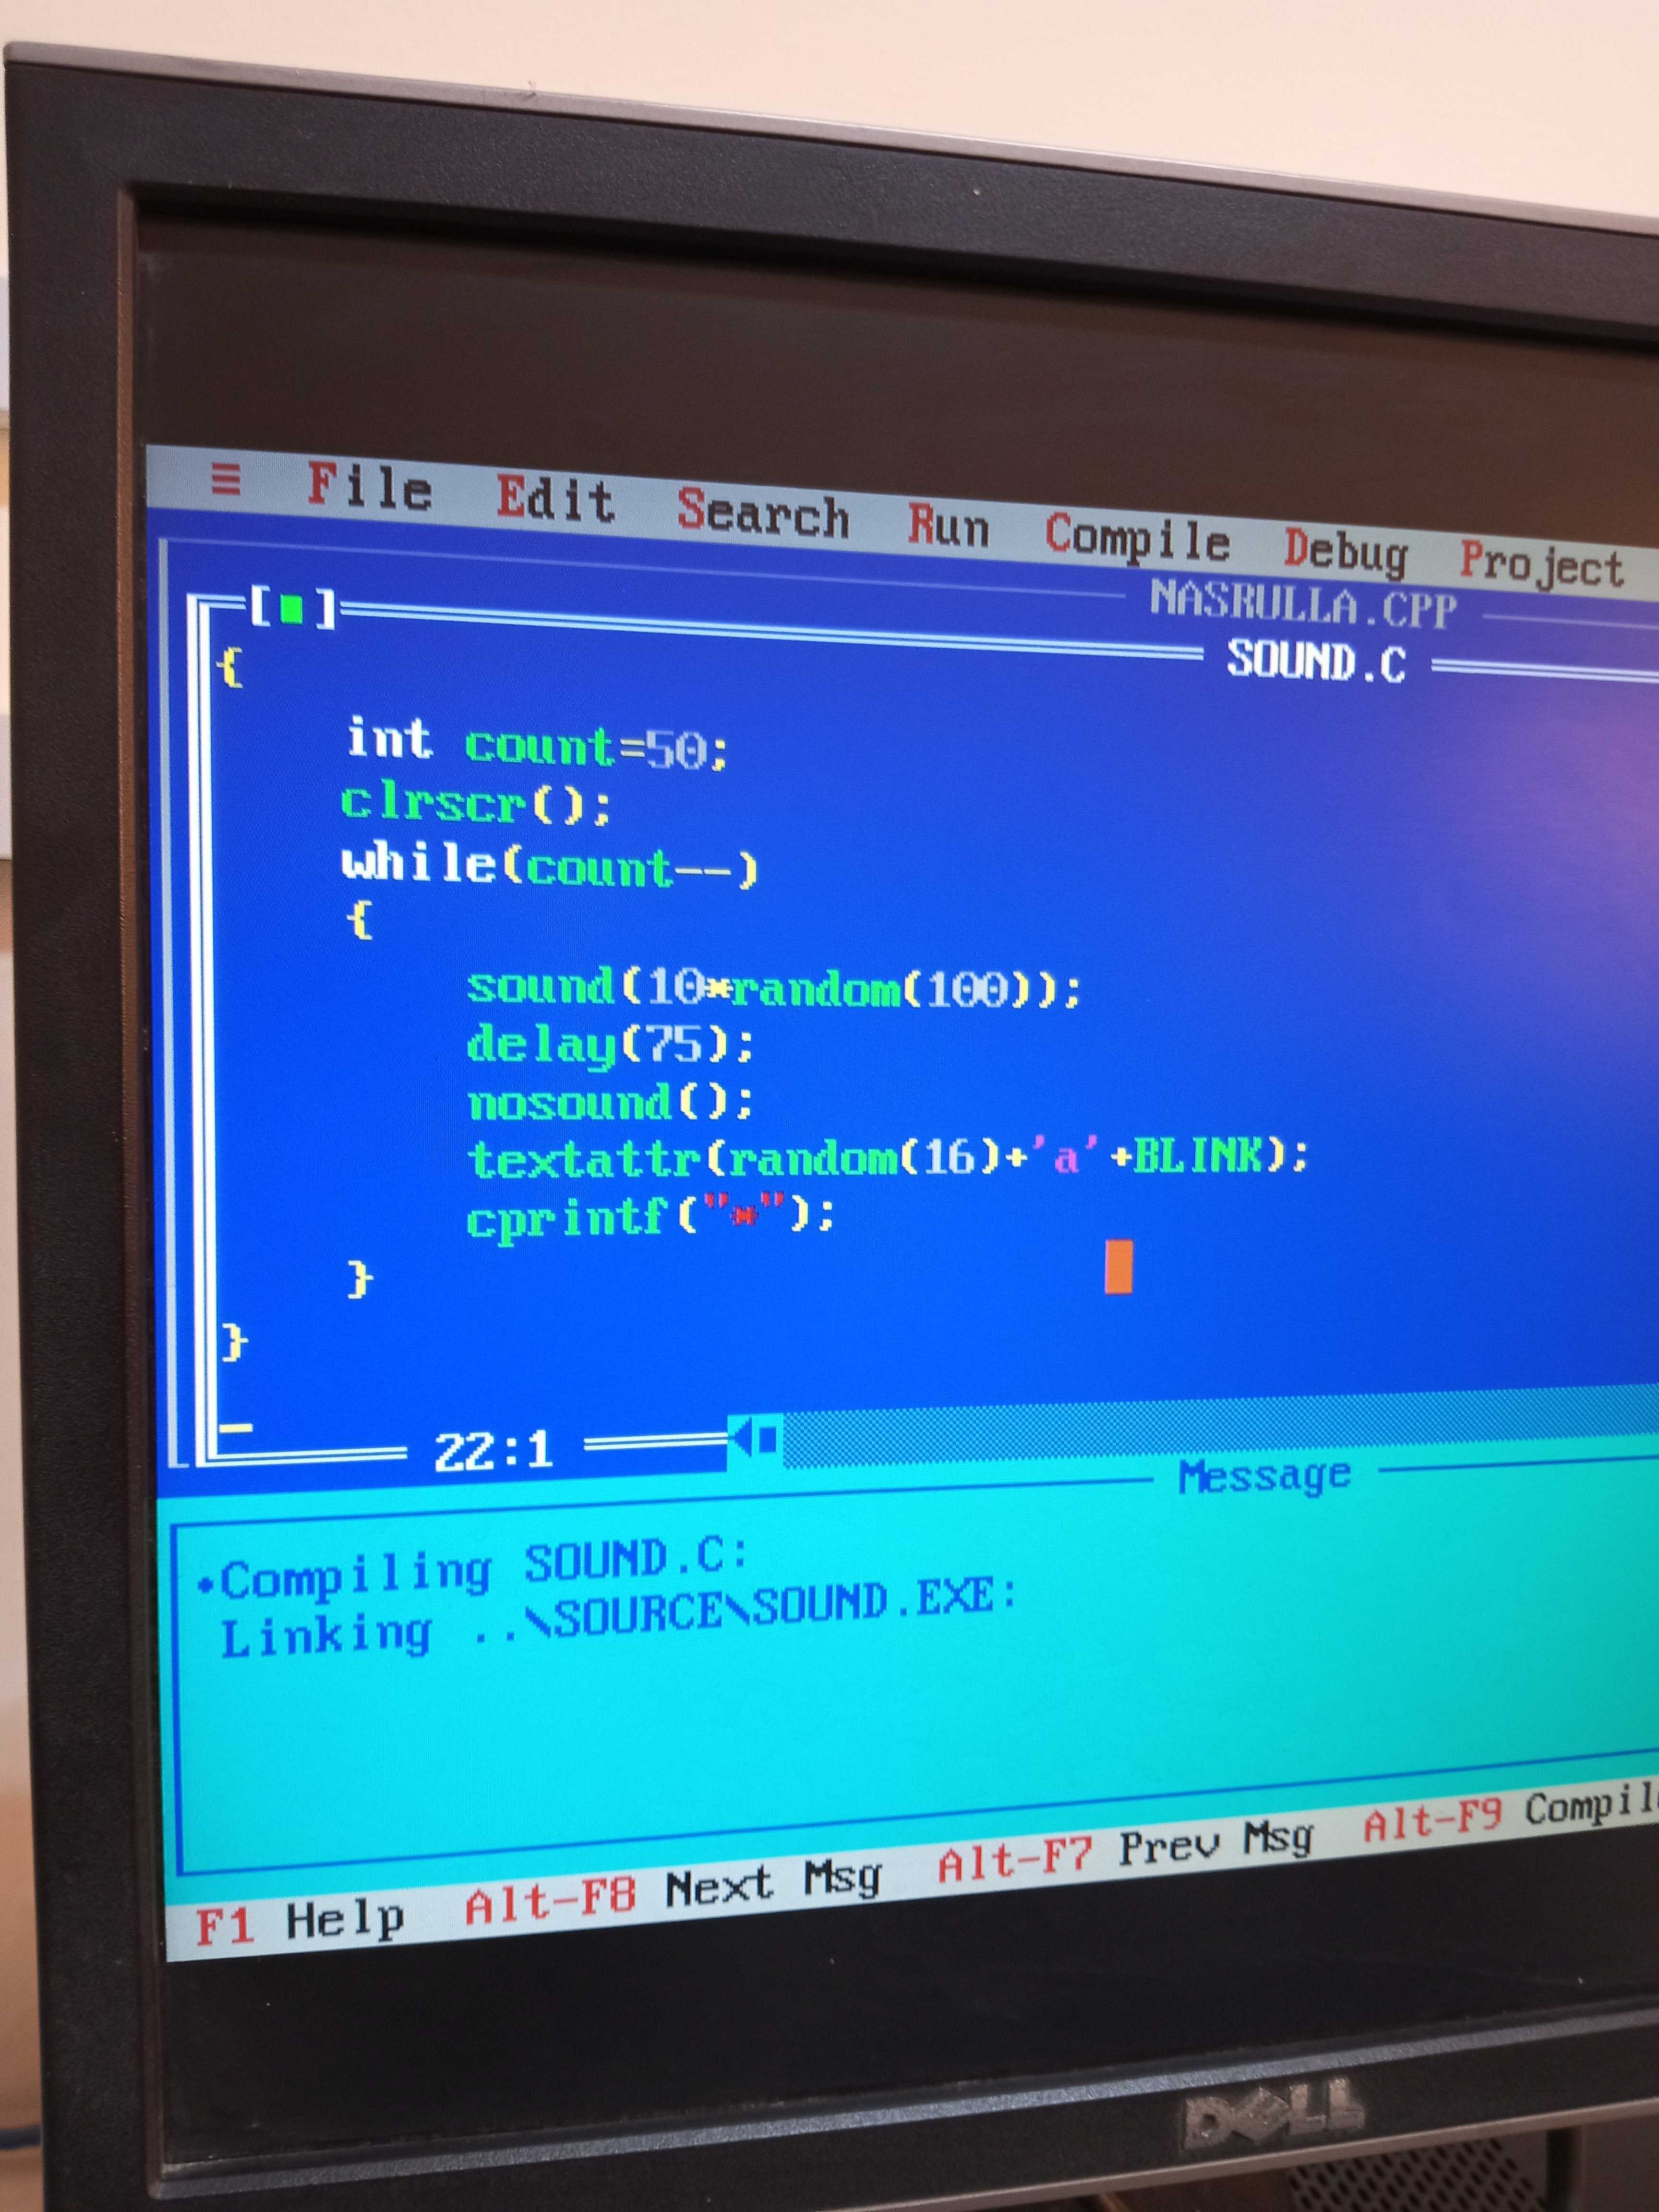 ≡ File Edit Search Run Compile Debug Project
NASRULLA.CPP
[■] SOUND.C
{
int count=50;
clrscr();
while(count--)
{
sound(10*random(100));
delay(75);
nosound();
textattr(random(16)+'a'+BLINK);
cprintf("*");
}
}
22:1
Message
•Compiling SOUND.C:
Linking ..\SOURCE\SOUND.EXE:
F1 Help Alt-F8 Next Msg Alt-F7 Prev Msg Alt-F9 Compil
DELL